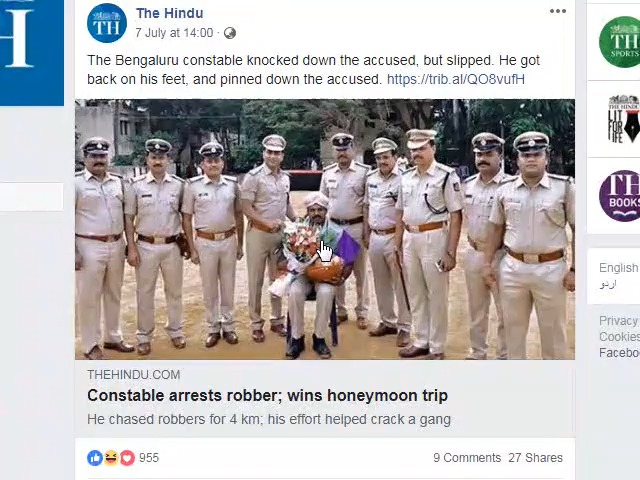 The Hindu
7 July at 14:00 ·
The Bengaluru constable knocked down the accused, but slipped. He got
back on his feet, and pinned down the accused. https://trib.al/QO8vufH
THEHINDU.COM
Constable arrests robber; wins honeymoon trip
He chased robbers for 4 km; his effort helped crack a gang
955
9 Comments 27 Shares
TH
TH
SPORTS
THE HINDU
LIT
FOR
LIFE
TH
BOOKS
English
اردو
Privacy
Cookies
Facebo